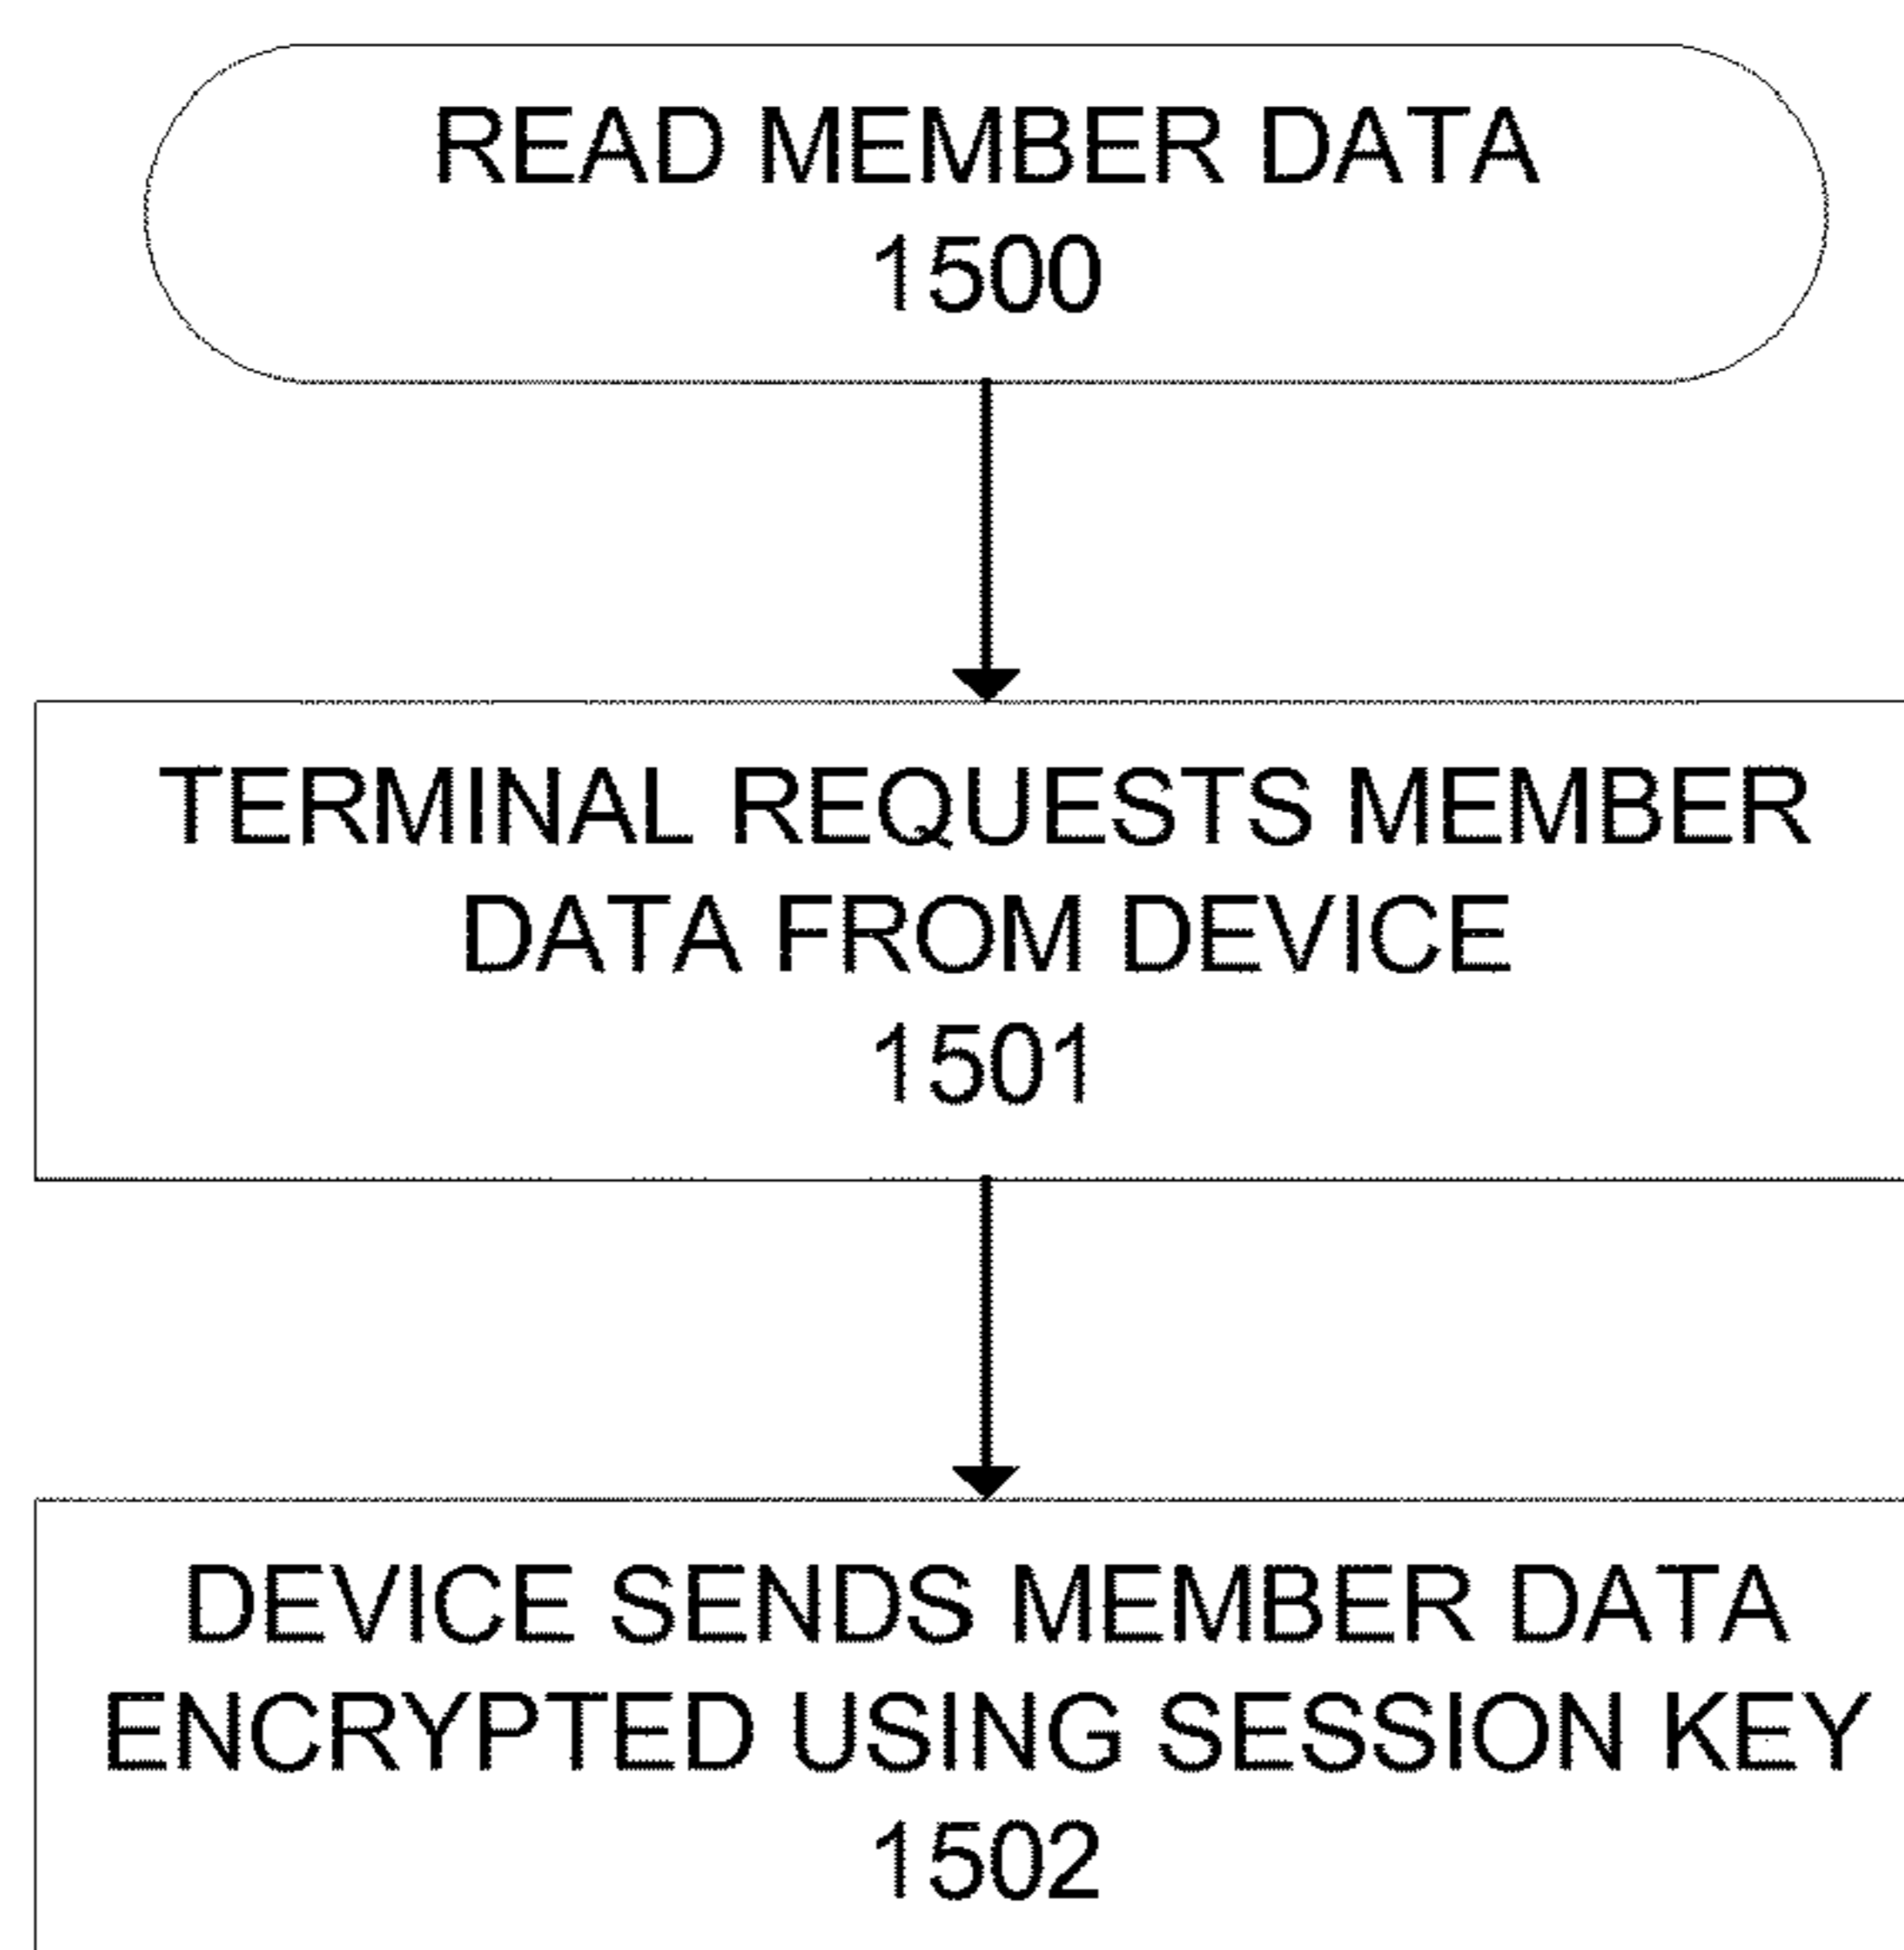 READ MEMBER DATA
1500
TERMINAL REQUESTS MEMBER
DATA FROM DEVICE
1501
DEVICE SENDS MEMBER DATA
ENCRYPTED USING SESSION KEY
1502